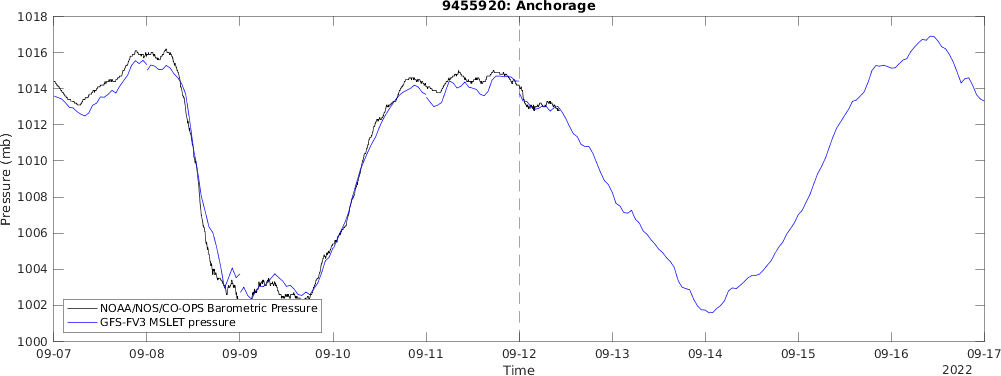 9455920: Anchorage
Pressure (mb)
1018
1016
1014
1012
1010
1008
1006
1004
1002
1000
NOAA/NOS/CO-OPS Barometric Pressure
GFS-FV3 MSLET pressure
09-07 09-08 09-09 09-10 09-11 09-12 09-13 09-14 09-15 09-16 09-17
Time
2022